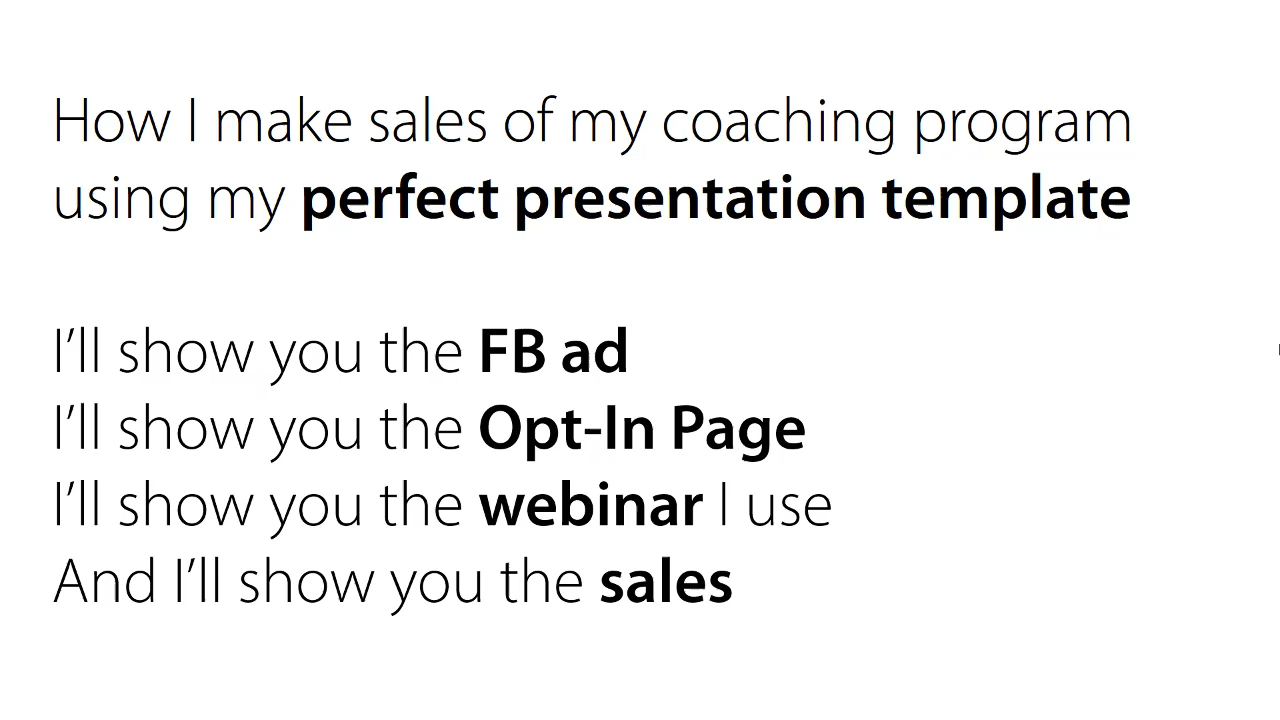 How I make sales of my coaching program
using my perfect presentation template
I’ll show you the FB ad
I’ll show you the Opt-In Page
I’ll show you the webinar I use
And I’ll show you the sales